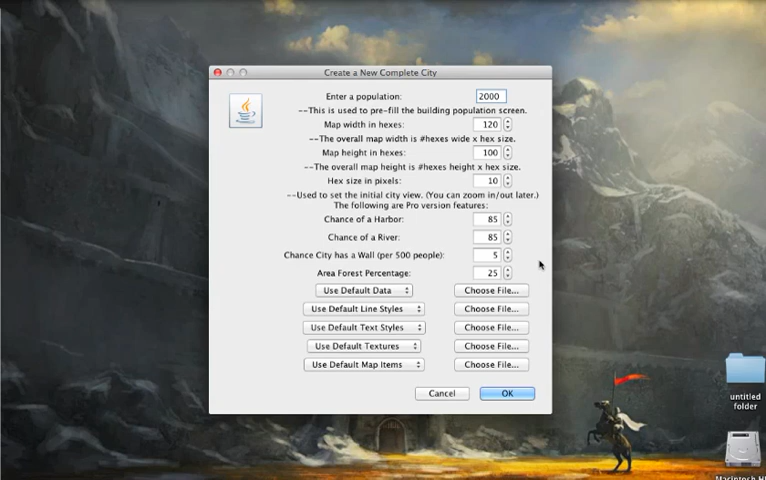 Create a New Complete City
Enter a population: 2000
--This is used to pre-fill the building population screen.
Map width in hexes: 120
--The overall map width is #hexes wide x hex size.
Map height in hexes: 100
--The overall map height is #hexes height x hex size.
Hex size in pixels: 10
--Used to set the initial city view. (You can zoom in/out later.)
The following are Pro version features:
Chance of a Harbor: 85
Chance of a River: 85
Chance City has a Wall (per 500 people): 5
Area Forest Percentage: 25
Use Default Data Choose File...
Use Default Line Styles Choose File...
Use Default Text Styles Choose File...
Use Default Textures Choose File...
Use Default Map Items Choose File...
Cancel OK
untitled
folder